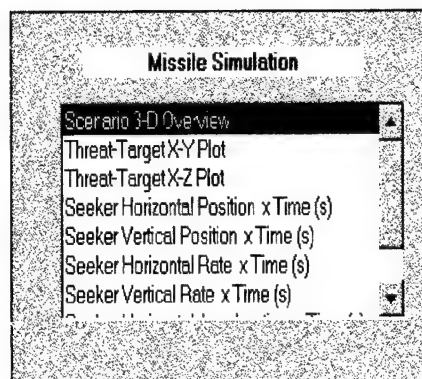 Missile Simulation
Scenario 3-D Overview
Threat-Target X-Y Plot
Threat-Target X-Z Plot
Seeker Horizontal Position x Time (s)
Seeker Vertical Position x Time (s)
Seeker Horizontal Rate x Time (s)
Seeker Vertical Rate x Time (s)